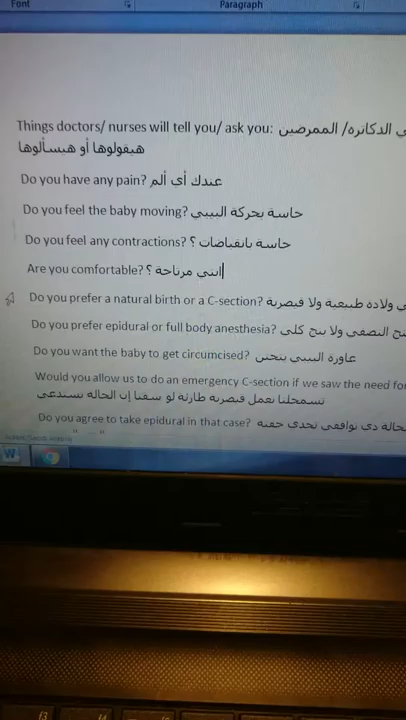 Font
Paragraph
Things doctors/ nurses will tell you/ ask you: الدكاتره/ الممرضين
هيقولوها أو هيسألوها
Do you have any pain? عندك أي ألم
Do you feel the baby moving? حاسة بحركة البيبي
Do you feel any contractions? حاسة بانقباضات ؟
Are you comfortable? انتي مرتاحة ؟
Do you prefer a natural birth or a C-section? ولاده طبيعية ولا قيصرية
Do you prefer epidural or full body anesthesia? النصفي ولا بنج كلي
Do you want the baby to get circumcised? عاوزة البيبي يتختن
Would you allow us to do an emergency C-section if we saw the need for
تسمحلنا نعمل قيصرية طارئة لو شفنا إن الحالة تستدعي
Do you agree to take epidural in that case? دي توافقي تخدي حقنة